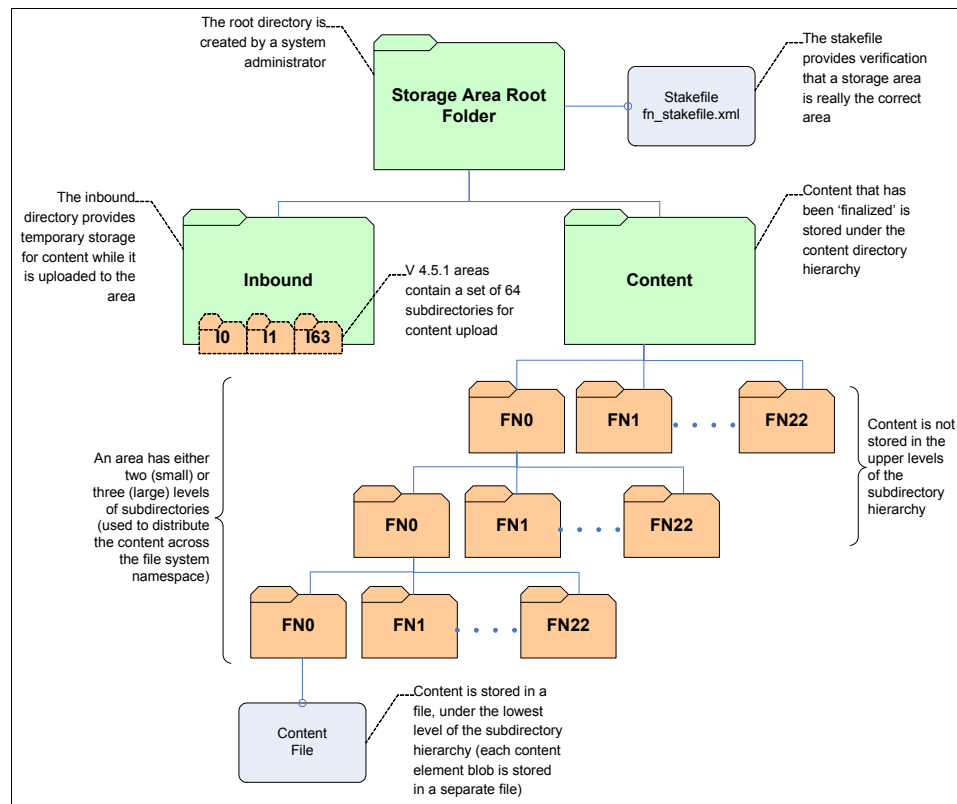 The root directory is
created by a system
administrator
Storage Area Root
Folder
Stakefile
fn_stakefile.xml
The stakefile
provides verification
that a storage area
is really the correct
area
The inbound
directory provides
temporary storage
for content while it
is uploaded to the
area
Inbound
I0 I1 I63
V 4.5.1 areas
contain a set of 64
subdirectories for
content upload
Content
Content that has
been ‘finalized’ is
stored under the
content directory
hierarchy
FN0 FN1 FN22
Content is not
stored in the
upper levels
of the
subdirectory
hierarchy
An area has either
two (small) or
three (large) levels
of subdirectories
(used to distribute
the content across
the file system
namespace)
FN0 FN1 FN22
FN0 FN1 FN22
Content
File
Content is stored in a
file, under the lowest
level of the subdirectory
hierarchy (each content
element blob is stored
in a separate file)